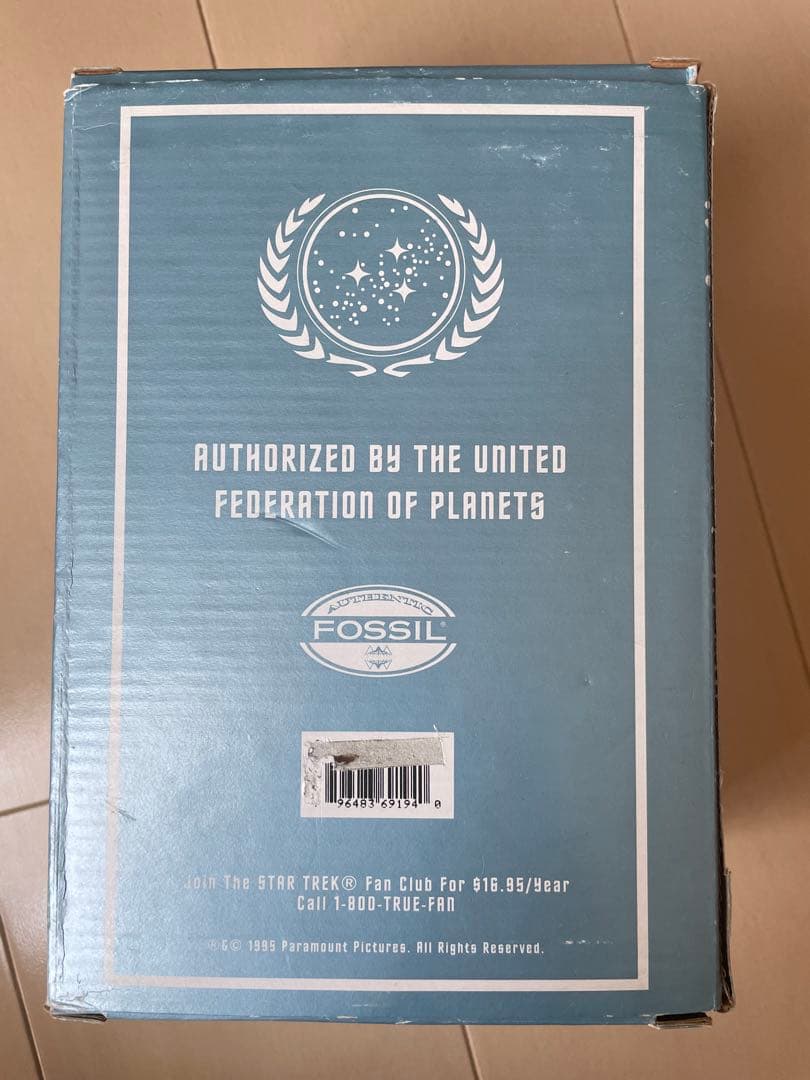 AUTHORIZED BY THE UNITED
FEDERATION OF PLANETS
AUTHENTIC
FOSSIL®
96483 69194 0
Join The STAR TREK® Fan Club For $16.95/Year
Call 1-800-TRUE-FAN
®&© 1995 Paramount Pictures. All Rights Reserved.